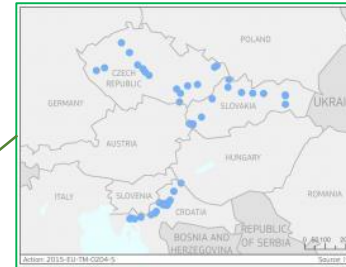 POLAND
CZECH
REPUBLIC
GERMANY
SLOVAKIA
UKRAI
AUSTRIA
HUNGARY
ROMANIA
ITALY
SLOVENIA
CROATIA
BOSNIA AND
HERZEGOVINA
REPUBLIC
OF SERBIA
Action: 2015-EU-TM-0204-S
Source: